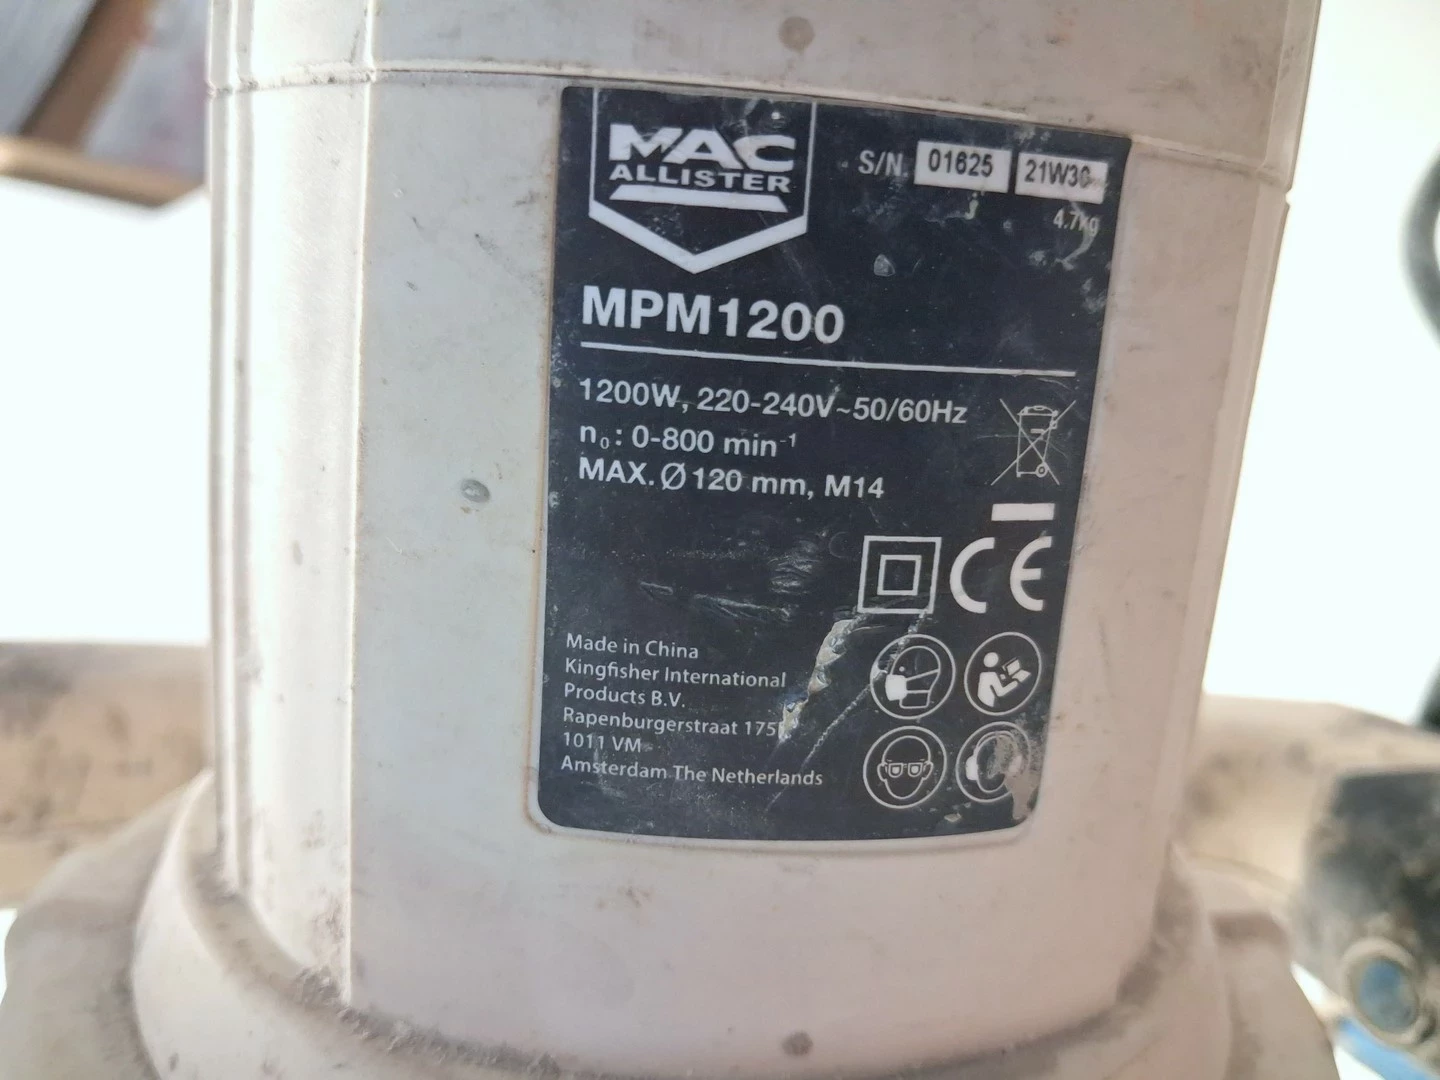 MAC
ALLISTER
S/N. 01625 21W30
4.7kg
MPM1200
1200W, 220-240V~50/60Hz
n₀: 0-800 min⁻¹
MAX. Ø 120 mm, M14
CE
Made in China
Kingfisher International
Products B.V.
Rapenburgerstraat 175
1011 VM
Amsterdam The Netherlands